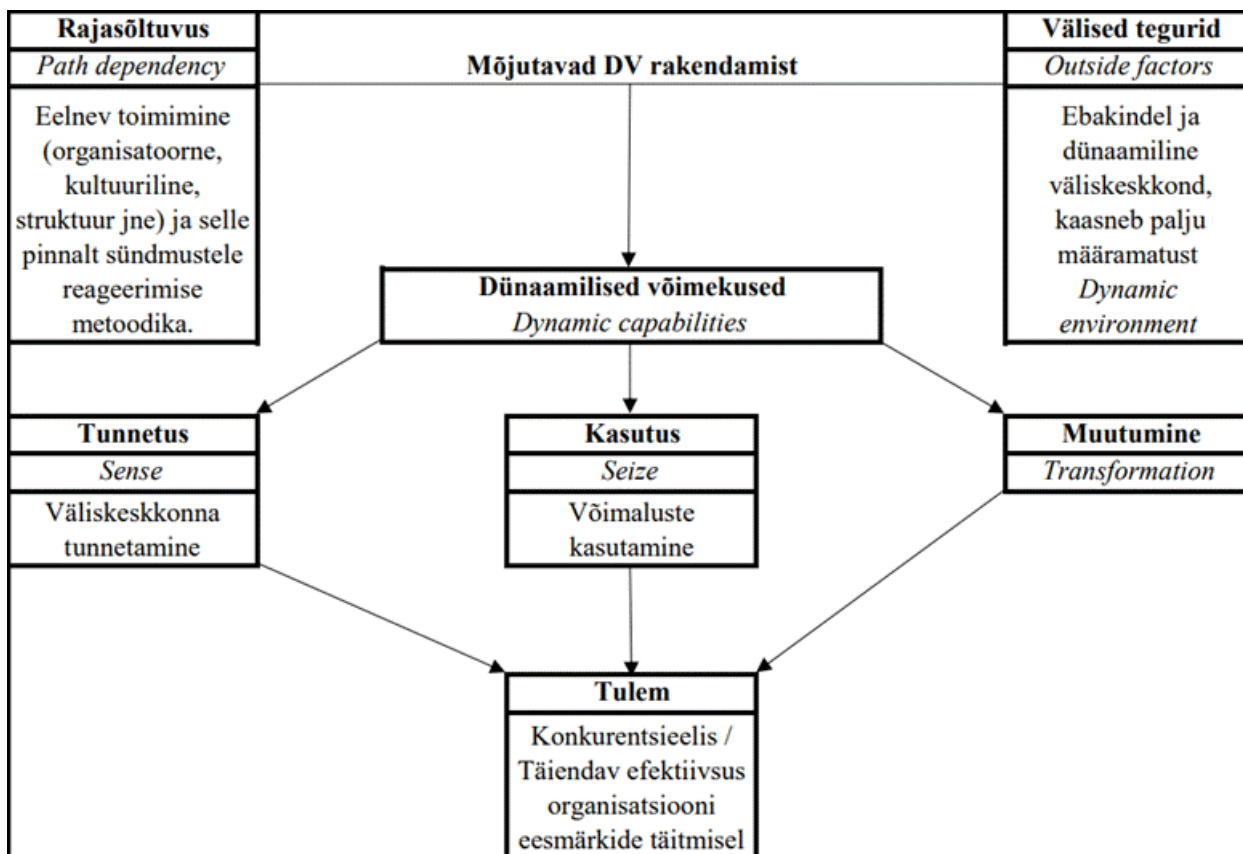 Rajasõltuvus
Path dependency
Eelnev toimimine
(organisatoorne,
kultuuriline,
struktuur jne) ja selle
pinnalt sündmustele
reageerimise
metoodika.
Mõjutavad DV rakendamist
Välised tegurid
Outside factors
Ebakindel ja
dünaamiline
väliskeskkond,
kaasneb palju
määramatust
Dynamic
environment
Dünaamilised võimekused
Dynamic capabilities
Tunnetus
Sense
Väliskeskkonna
tunnetamine
Kasutus
Seize
Võimaluste
kasutamine
Muutumine
Transformation
Tulem
Konkurentsieelis /
Täiendav efektiivsus
organisatsiooni
eesmärkide täitmisel